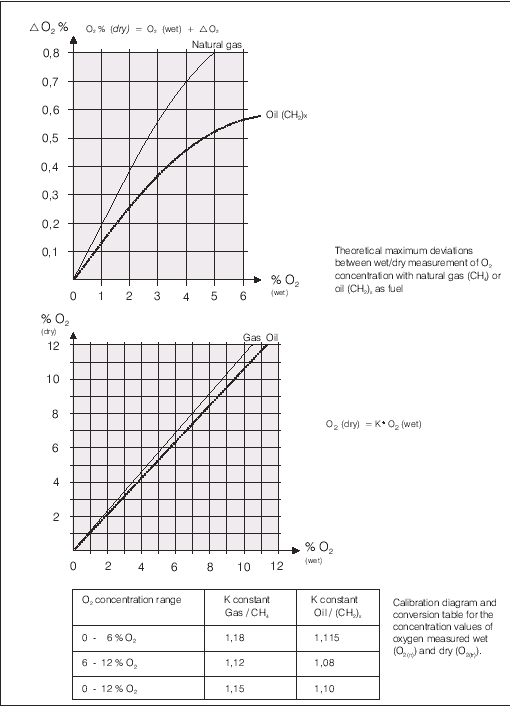 △O₂ %
O₂ % (dry) = O₂ (wet) + △O₂
Natural gas
0,8
0,7
0,6
0,5
0,4
0,3
0,2
0,1
Oil (CH₂)x
0 1 2 3 4 5 6
% O₂
(wet)
Theoretical maximum deviations
between wet/dry measurement of O₂
concentration with natural gas (CH₄) or
oil (CH₂)ₓ as fuel
% O₂
(dry)
Gas Oil
12
10
8
6
4
2
0 2 4 6 8 10 12
% O₂
(wet)
O₂ (dry) = K • O₂ (wet)
O₂ concentration range
K constant
Gas / CH₄
K constant
Oil / (CH₂)ₓ
0 - 6 % O₂ 1,18 1,115
6 - 12 % O₂ 1,12 1,08
0 - 12 % O₂ 1,15 1,10
Calibration diagram and
conversion table for the
concentration values of
oxygen measured wet
and dry